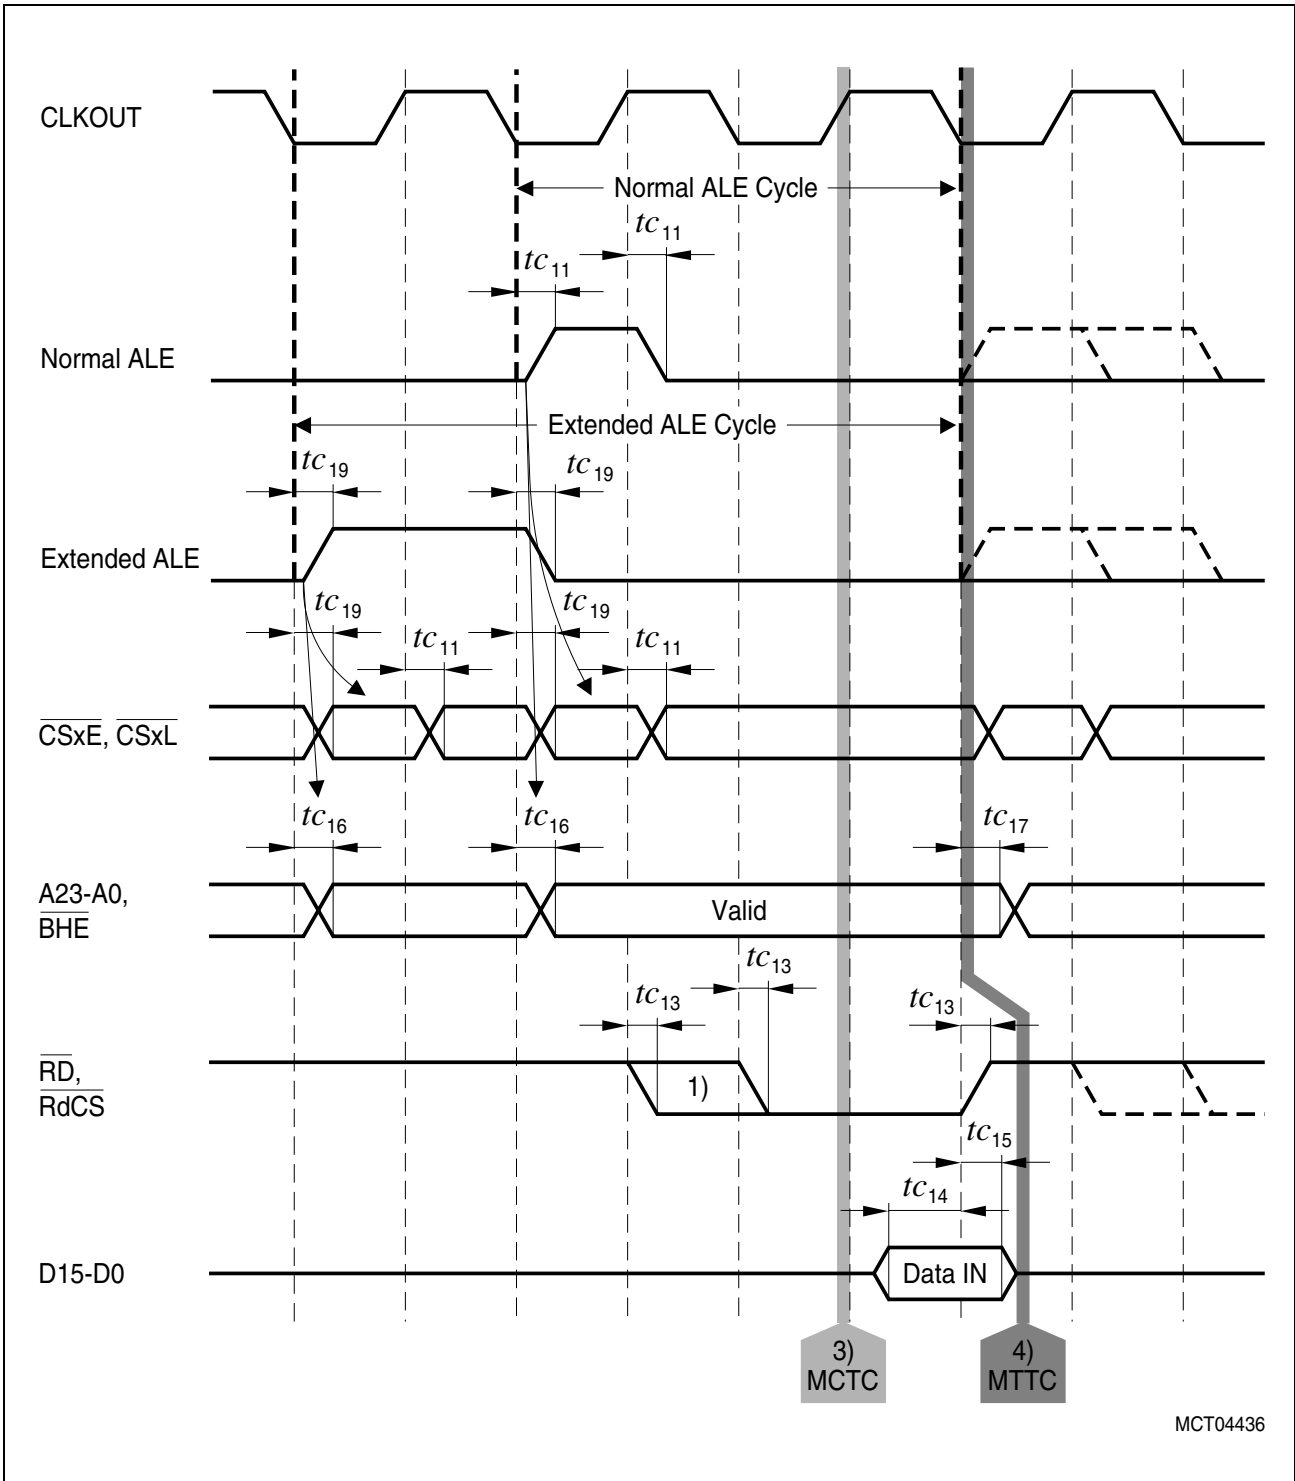 CLKOUT
Normal ALE Cycle
tc11
tc11
Normal ALE
Extended ALE Cycle
tc19
tc19
Extended ALE
tc19
tc19
tc11
tc11
CSxE, CSxL
tc16
tc16
tc17
A23-A0,
BHE
Valid
tc13
tc13
tc13
RD,
RdCS
1)
tc15
tc14
D15-D0
Data IN
3)
MCTC
4)
MTTC
MCT04436